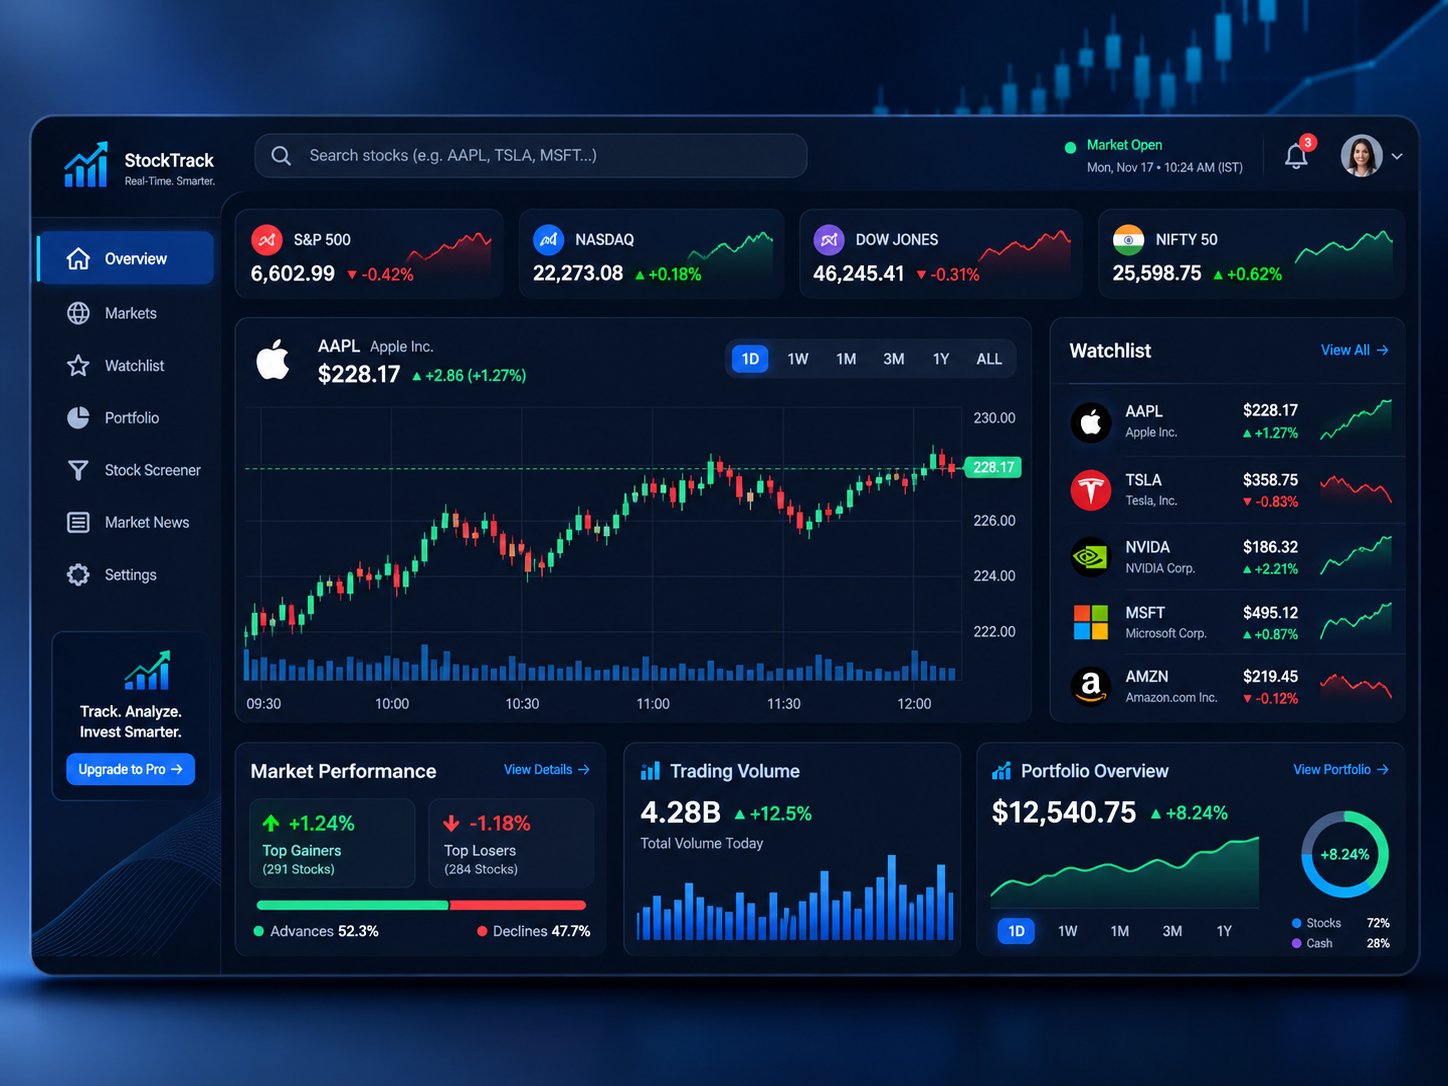 StockTrack
Real-Time. Smarter.
Search stocks (e.g. AAPL, TSLA, MSFT...)
Market Open
Mon, Nov 17 • 10:24 AM (IST)
3
Overview
Markets
Watchlist
Portfolio
Stock Screener
Market News
Settings
Track. Analyze.
Invest Smarter.
Upgrade to Pro →
S&P 500
6,602.99 ▼ -0.42%
NASDAQ
22,273.08 ▲ +0.18%
DOW JONES
46,245.41 ▼ -0.31%
NIFTY 50
25,598.75 ▲ +0.62%
AAPL Apple Inc.
$228.17 ▲ +2.86 (+1.27%)
1D 1W 1M 3M 1Y ALL
230.00
228.17
226.00
224.00
222.00
09:30 10:00 10:30 11:00 11:30 12:00
Watchlist View All →
AAPL $228.17
Apple Inc. ▲ +1.27%
TSLA $358.75
Tesla, Inc. ▼ -0.83%
NVIDA $186.32
NVIDIA Corp. ▲ +2.21%
MSFT $495.12
Microsoft Corp. ▲ +0.87%
AMZN $219.45
Amazon.com Inc. ▼ -0.12%
Market Performance View Details →
+1.24%
Top Gainers
(291 Stocks)
-1.18%
Top Losers
(284 Stocks)
Advances 52.3% Declines 47.7%
Trading Volume
4.28B ▲ +12.5%
Total Volume Today
Portfolio Overview View Portfolio →
$12,540.75 ▲ +8.24%
+8.24%
1D 1W 1M 3M 1Y
Stocks 72%
Cash 28%